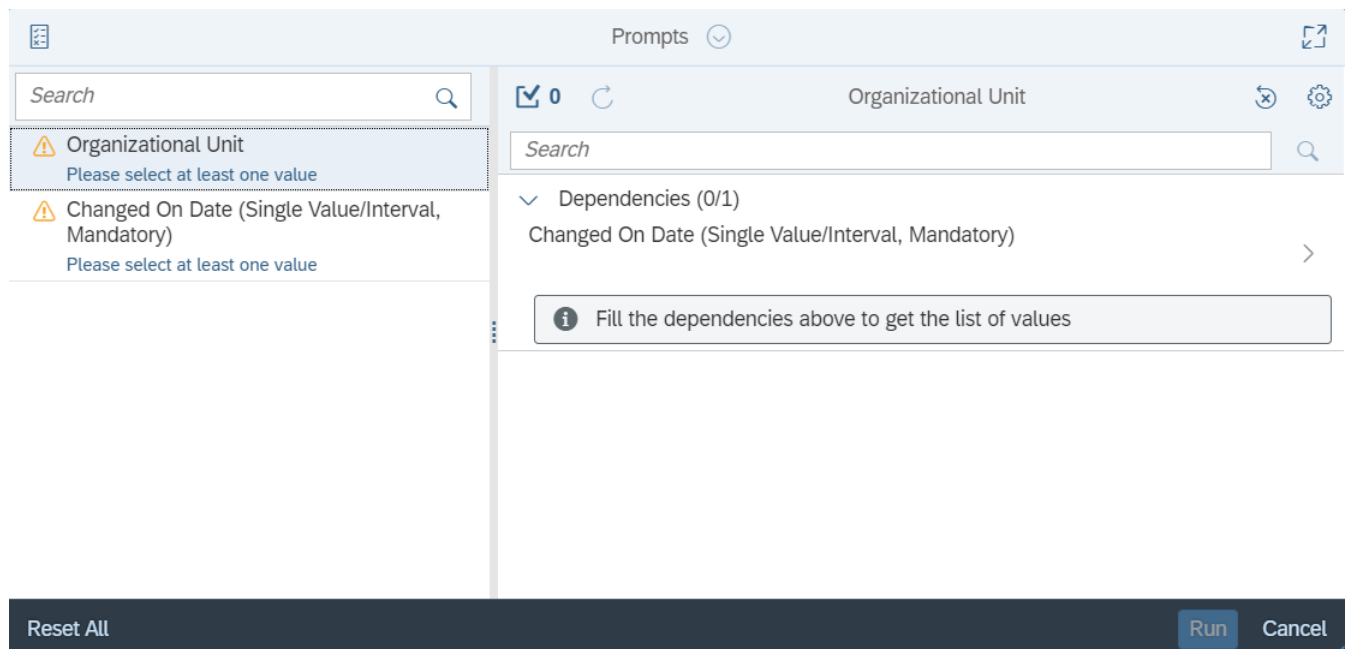 Prompts
Search
Organizational Unit
Please select at least one value
Changed On Date (Single Value/Interval,
Mandatory)
Please select at least one value
0
Organizational Unit
Search
Dependencies (0/1)
Changed On Date (Single Value/Interval, Mandatory)
Fill the dependencies above to get the list of values
Reset All
Run
Cancel